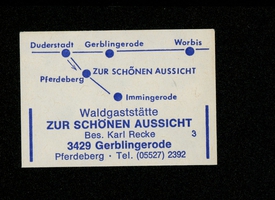 Duderstadt Gerblingerode Worbis
Pferdeberg ZUR SCHÖNEN AUSSICHT
Immingerode
Waldgaststätte
ZUR SCHÖNEN AUSSICHT
Bes. Karl Recke 3
3429 Gerblingerode
Pferdeberg · Tel. (05527) 2392